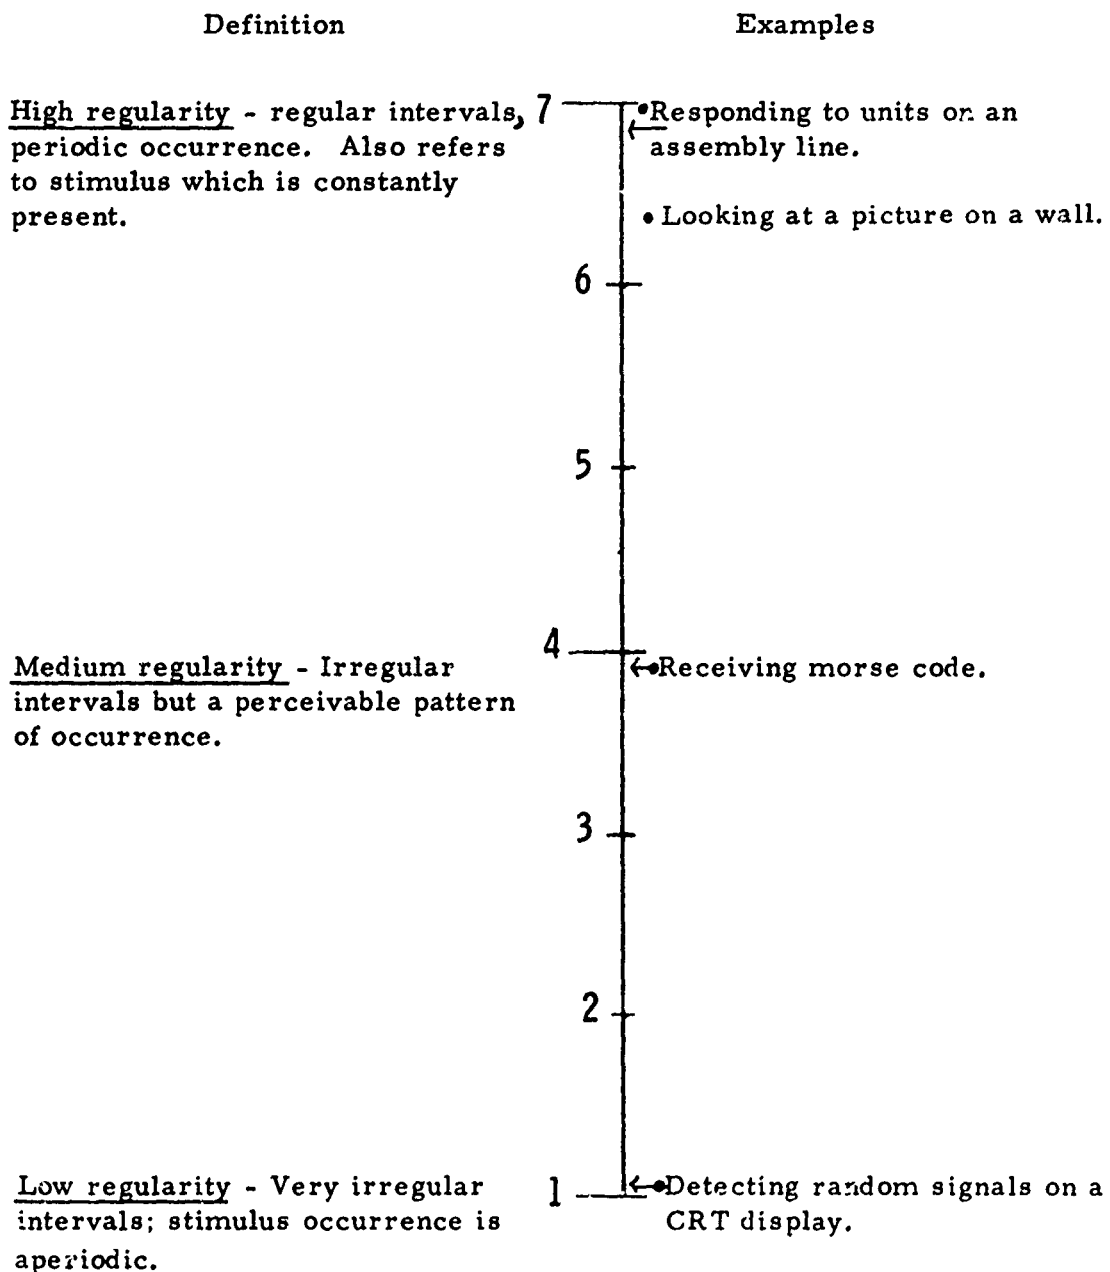 Definition
Examples
High regularity - regular intervals,
periodic occurrence. Also refers
to stimulus which is constantly
present.
7
•Responding to units on an
assembly line.
• Looking at a picture on a wall.
6
5
4
Medium regularity - Irregular
intervals but a perceivable pattern
of occurrence.
•Receiving morse code.
3
2
1
Low regularity - Very irregular
intervals; stimulus occurrence is
aperiodic.
•Detecting random signals on a
CRT display.